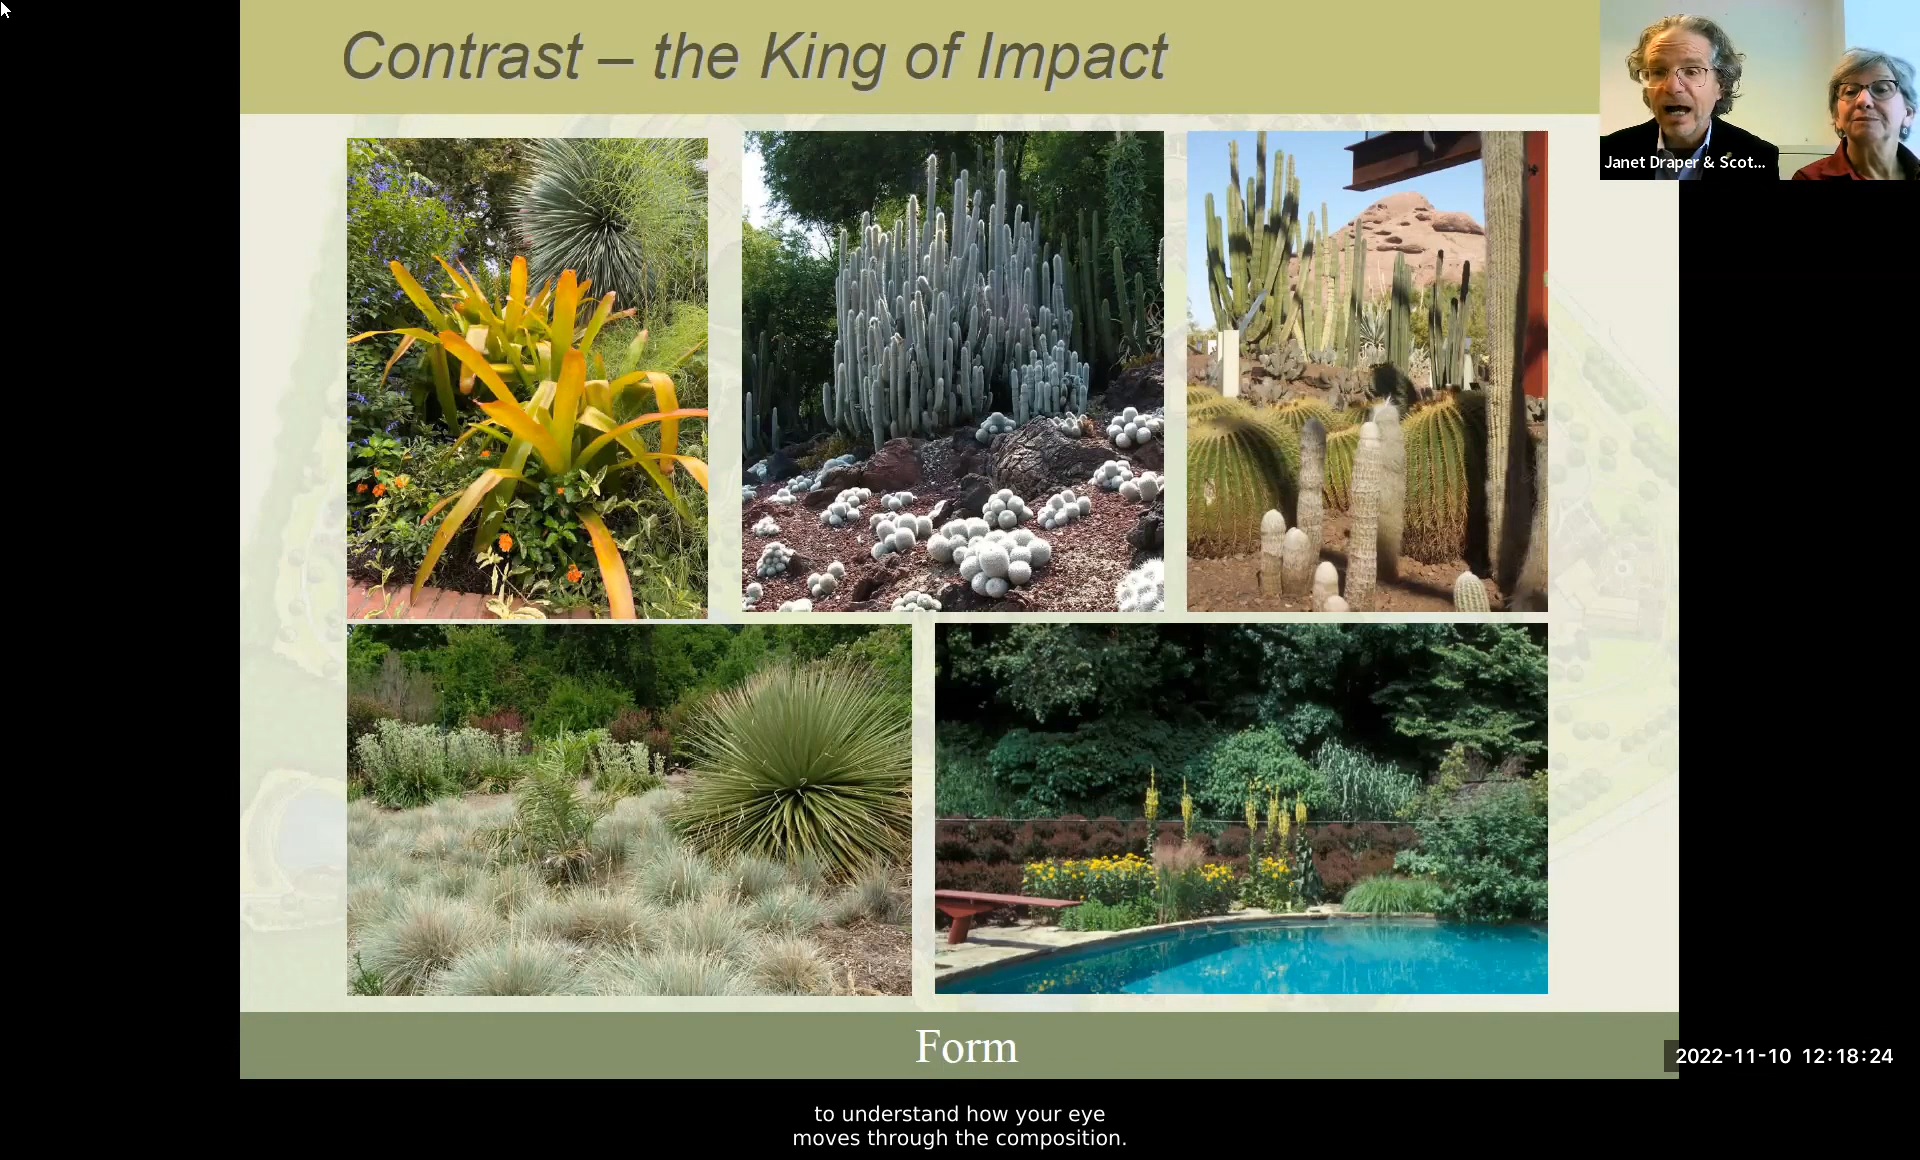 Contrast – the King of Impact
Janet Draper & Scot...
Form
2022-11-10 12:18:24
to understand how your eye
moves through the composition.